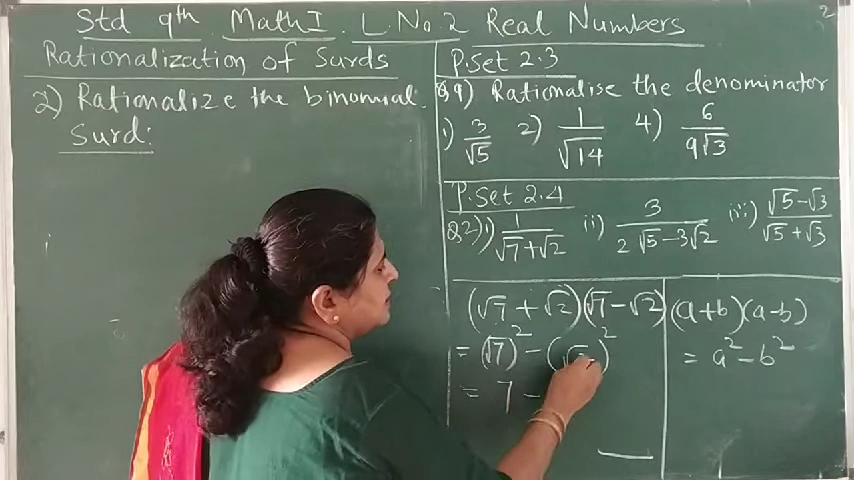 Std 9th Math I L.No.2 Real Numbers 2
Rationalization of Surds
2) Rationalize the binomial
Surd:
P.Set 2.3
Q9) Rationalise the denominator
1) 3/√5 2) 1/√14 4) 6/9√3
P.Set 2.4
Q2) i) 1/√7+√2 ii) 3/2√5-3√2 iii) √5-√3/√5+√3
(√7+√2)(√7-√2)
= (√7)² - (√ )²
= 7 -
(a+b)(a-b)
= a² - b²